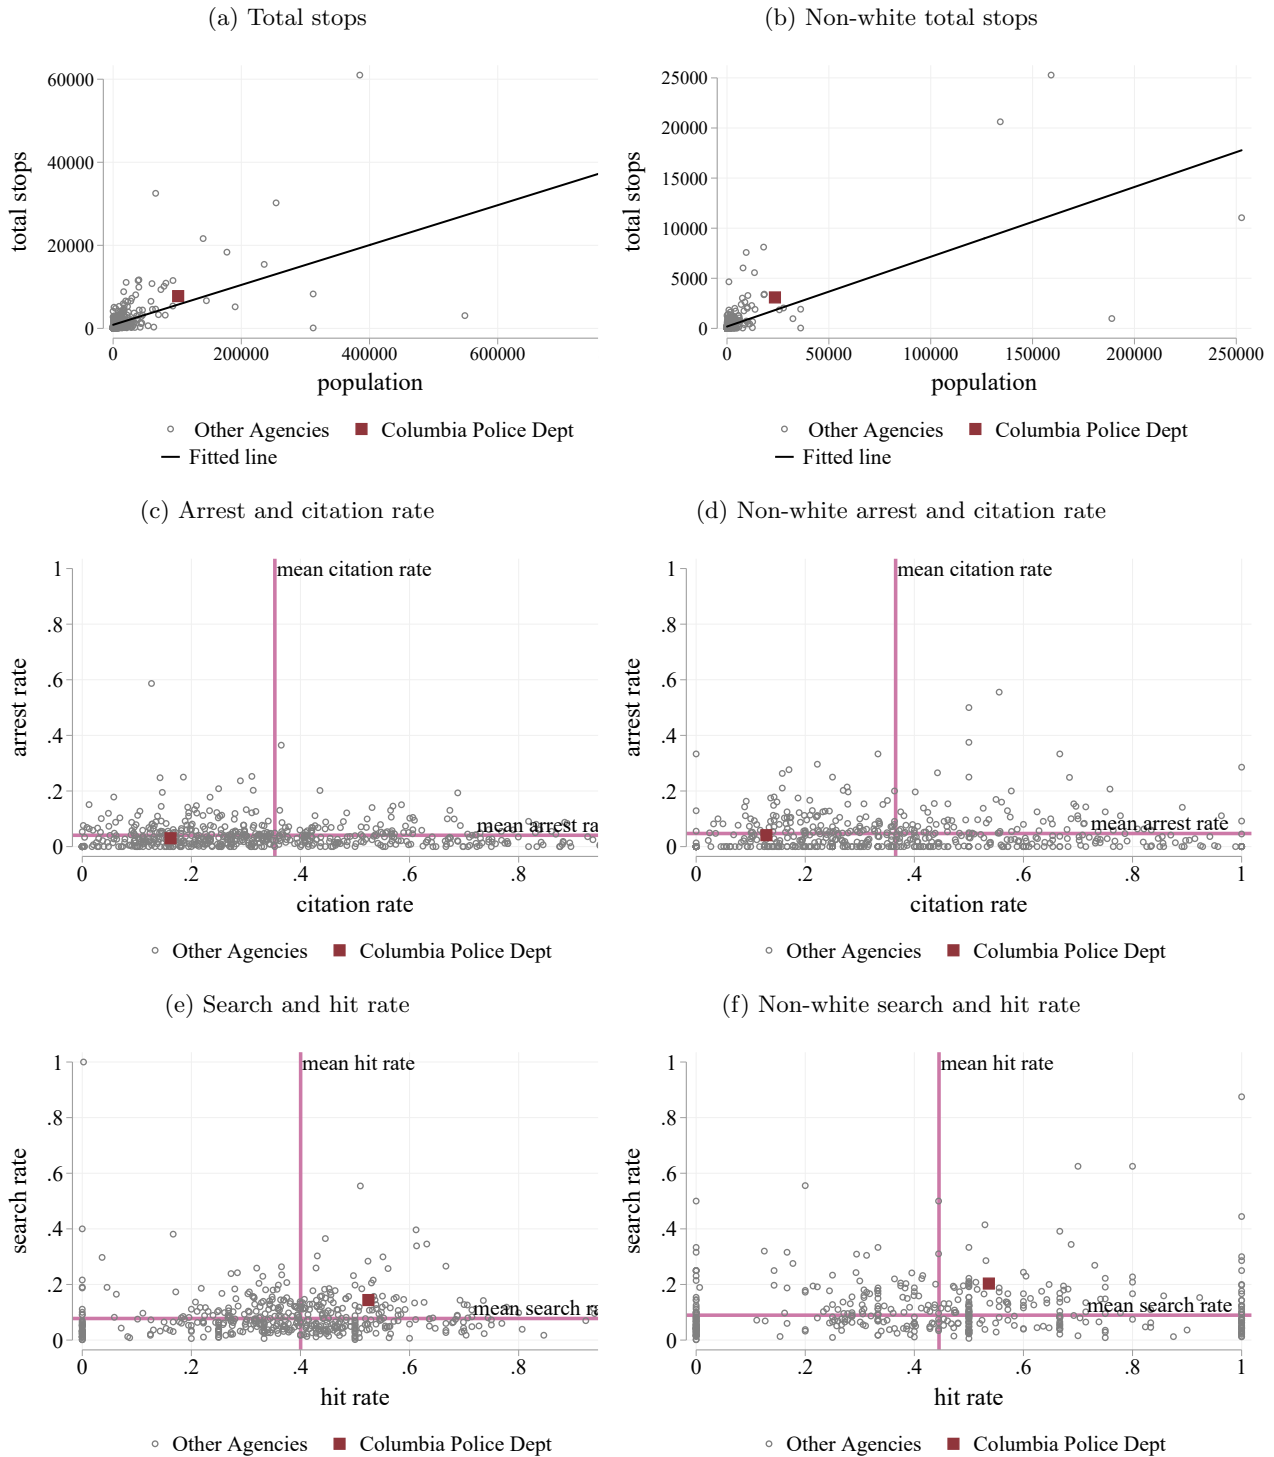 (a) Total stops
60000
40000
20000
0
total stops
0 200000 400000 600000
population
Other Agencies Columbia Police Dept
Fitted line
(b) Non-white total stops
25000
20000
15000
10000
5000
0
total stops
0 50000 100000 150000 200000 250000
population
Other Agencies Columbia Police Dept
Fitted line
(c) Arrest and citation rate
mean citation rate
mean arrest ra
1
.8
.6
.4
.2
0
arrest rate
0 .2 .4 .6 .8
citation rate
Other Agencies Columbia Police Dept
(d) Non-white arrest and citation rate
mean citation rate
mean arrest rate
1
.8
.6
.4
.2
0
arrest rate
0 .2 .4 .6 .8 1
citation rate
Other Agencies Columbia Police Dept
(e) Search and hit rate
mean hit rate
mean search ra
1
.8
.6
.4
.2
0
search rate
0 .2 .4 .6 .8
hit rate
Other Agencies Columbia Police Dept
(f) Non-white search and hit rate
mean hit rate
mean search rate
1
.8
.6
.4
.2
0
search rate
0 .2 .4 .6 .8 1
hit rate
Other Agencies Columbia Police Dept